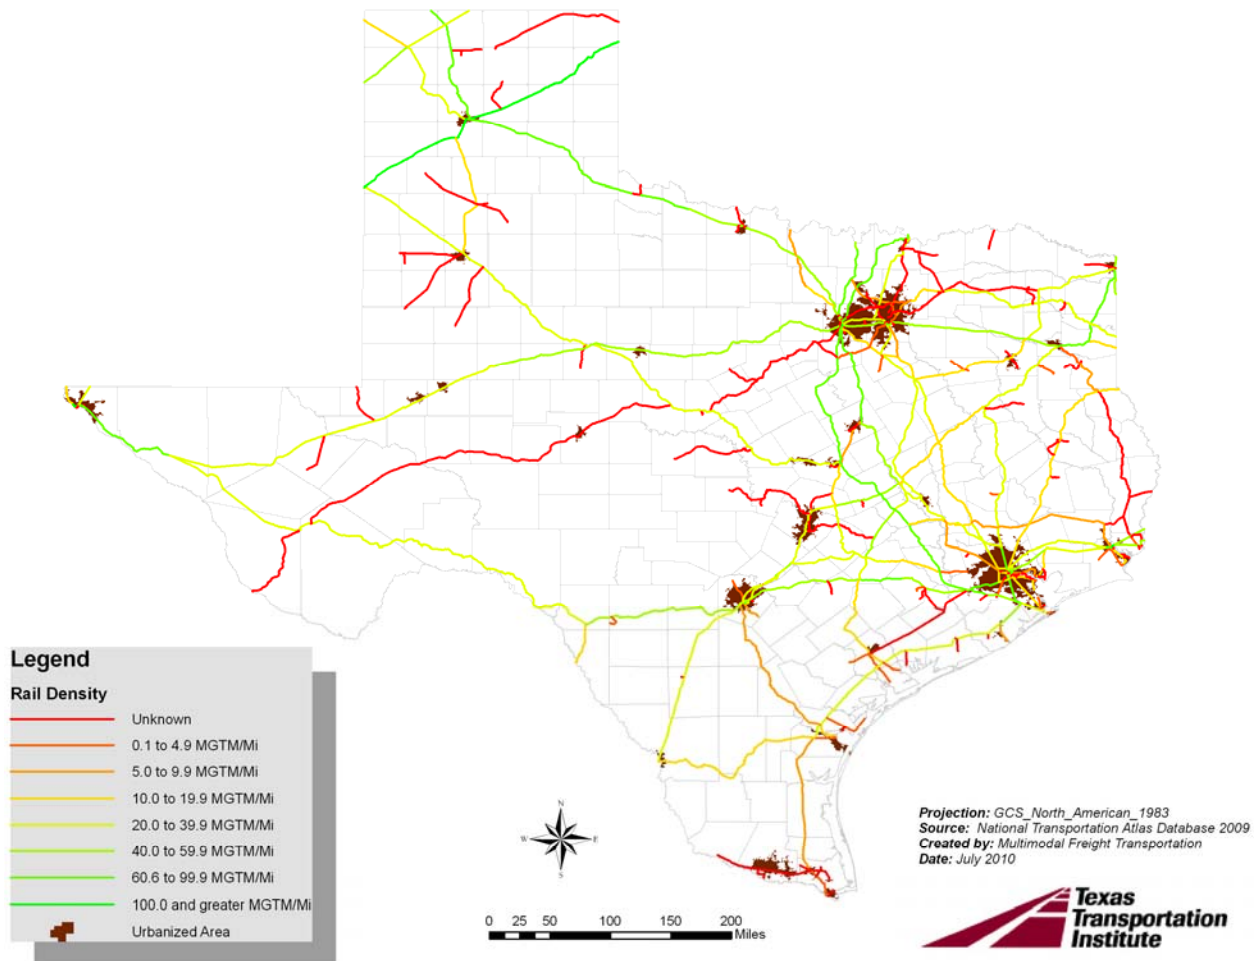 Legend
Rail Density
Unknown
0.1 to 4.9 MGTM/Mi
5.0 to 9.9 MGTM/Mi
10.0 to 19.9 MGTM/Mi
20.0 to 39.9 MGTM/Mi
40.0 to 59.9 MGTM/Mi
60.6 to 99.9 MGTM/Mi
100.0 and greater MGTM/Mi
Urbanized Area
N
W E
S
0 25 50 100 150 200
Miles
Projection: GCS_North_American_1983
Source: National Transportation Atlas Database 2009
Created by: Multimodal Freight Transportation
Date: July 2010
Texas
Transportation
Institute